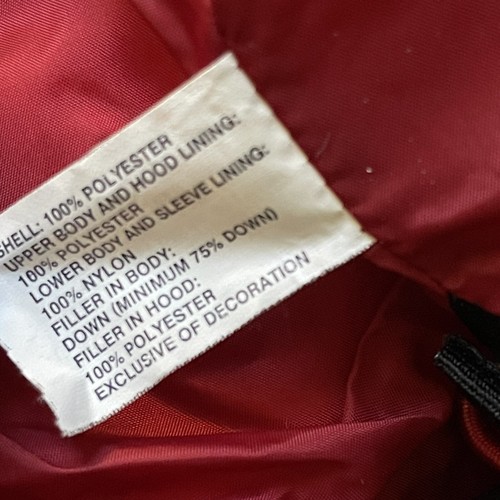 SHELL: 100% POLYESTER
UPPER BODY AND HOOD LINING:
100% POLYESTER
LOWER BODY AND SLEEVE LINING:
100% NYLON
FILLER IN BODY:
DOWN (MINIMUM 75% DOWN)
FILLER IN HOOD:
100% POLYESTER
EXCLUSIVE OF DECORATION